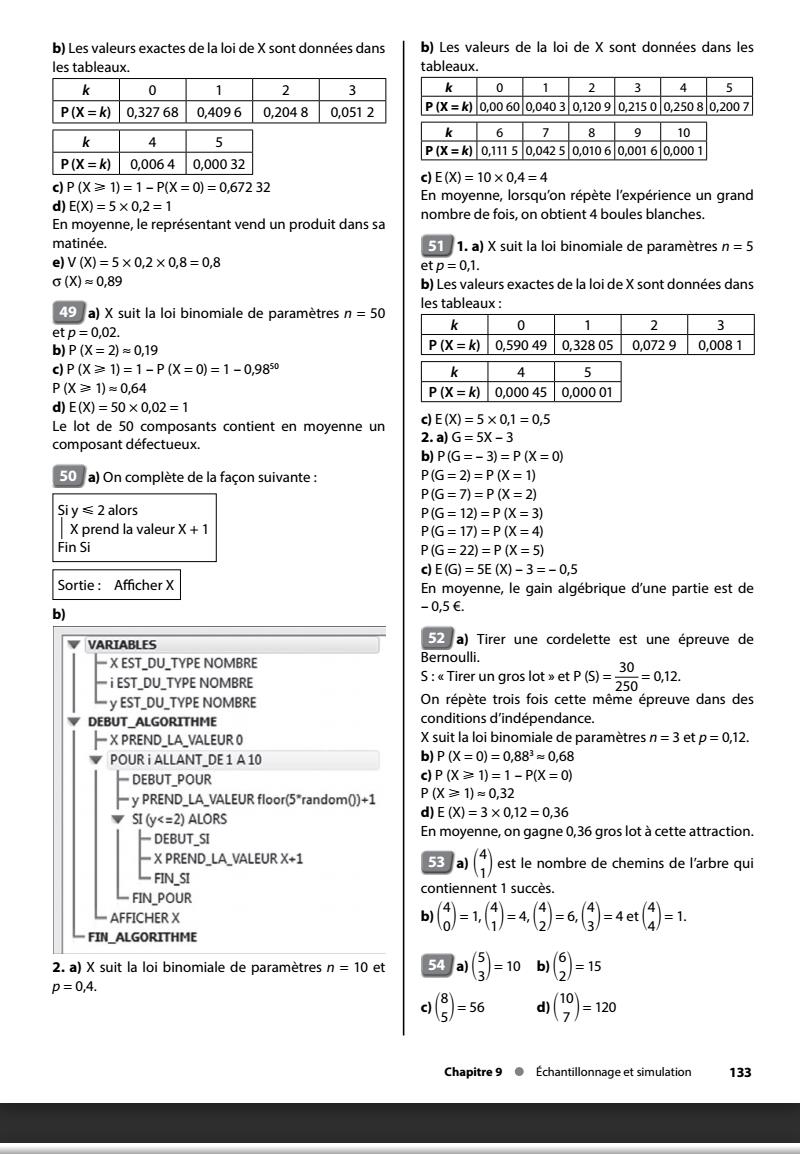 b) Les valeurs exactes de la loi de X sont données dans
les tableaux.
k 0 1 2 3
P (X = k) 0,327 68 0,409 6 0,204 8 0,051 2
k 4 5
P (X = k) 0,006 4 0,000 32
c) P (X ⩾ 1) = 1 – P(X = 0) = 0,672 32
d) E(X) = 5 × 0,2 = 1
En moyenne, le représentant vend un produit dans sa
matinée.
e) V (X) = 5 × 0,2 × 0,8 = 0,8
σ (X) ≈ 0,89
49 a) X suit la loi binomiale de paramètres n = 50
et p = 0,02.
b) P (X = 2) ≈ 0,19
c) P (X ⩾ 1) = 1 – P (X = 0) = 1 – 0,98⁵⁰
P (X ⩾ 1) ≈ 0,64
d) E (X) = 50 × 0,02 = 1
Le lot de 50 composants contient en moyenne un
composant défectueux.
50 a) On complète de la façon suivante :
Si y ⩽ 2 alors
X prend la valeur X + 1
Fin Si
Sortie : Afficher X
b)
VARIABLES
X EST_DU_TYPE NOMBRE
i EST_DU_TYPE NOMBRE
y EST_DU_TYPE NOMBRE
DEBUT_ALGORITHME
X PREND_LA_VALEUR 0
POUR i ALLANT_DE 1 A 10
DEBUT_POUR
y PREND_LA_VALEUR floor(5*random())+1
SI (y<=2) ALORS
DEBUT_SI
X PREND_LA_VALEUR X+1
FIN_SI
FIN_POUR
AFFICHER X
FIN_ALGORITHME
2. a) X suit la loi binomiale de paramètres n = 10 et
p = 0,4.
b) Les valeurs de la loi de X sont données dans les
tableaux.
k 0 1 2 3 4 5
P (X = k) 0,00 60 0,040 3 0,120 9 0,215 0 0,250 8 0,200 7
k 6 7 8 9 10
P (X = k) 0,111 5 0,042 5 0,010 6 0,001 6 0,000 1
c) E (X) = 10 × 0,4 = 4
En moyenne, lorsqu'on répète l'expérience un grand
nombre de fois, on obtient 4 boules blanches.
51 1. a) X suit la loi binomiale de paramètres n = 5
et p = 0,1.
b) Les valeurs exactes de la loi de X sont données dans
les tableaux :
k 0 1 2 3
P (X = k) 0,590 49 0,328 05 0,072 9 0,008 1
k 4 5
P (X = k) 0,000 45 0,000 01
c) E (X) = 5 × 0,1 = 0,5
2. a) G = 5X – 3
b) P (G = – 3) = P (X = 0)
P (G = 2) = P (X = 1)
P (G = 7) = P (X = 2)
P (G = 12) = P (X = 3)
P (G = 17) = P (X = 4)
P (G = 22) = P (X = 5)
c) E (G) = 5E (X) – 3 = – 0,5
En moyenne, le gain algébrique d'une partie est de
– 0,5 €.
52 a) Tirer une cordelette est une épreuve de
Bernoulli.
S : « Tirer un gros lot » et P (S) = 30/250 = 0,12.
On répète trois fois cette même épreuve dans des
conditions d'indépendance.
X suit la loi binomiale de paramètres n = 3 et p = 0,12.
b) P (X = 0) = 0,88³ ≈ 0,68
c) P (X ⩾ 1) = 1 – P(X = 0)
P (X ⩾ 1) ≈ 0,32
d) E (X) = 3 × 0,12 = 0,36
En moyenne, on gagne 0,36 gros lot à cette attraction.
53 a) (4 1) est le nombre de chemins de l'arbre qui
contiennent 1 succès.
b) (4 0) = 1, (4 1) = 4, (4 2) = 6, (4 3) = 4 et (4 4) = 1.
54 a) (5 3) = 10 b) (6 2) = 15
c) (8 5) = 56 d) (10 7) = 120
Chapitre 9 ● Échantillonnage et simulation 133